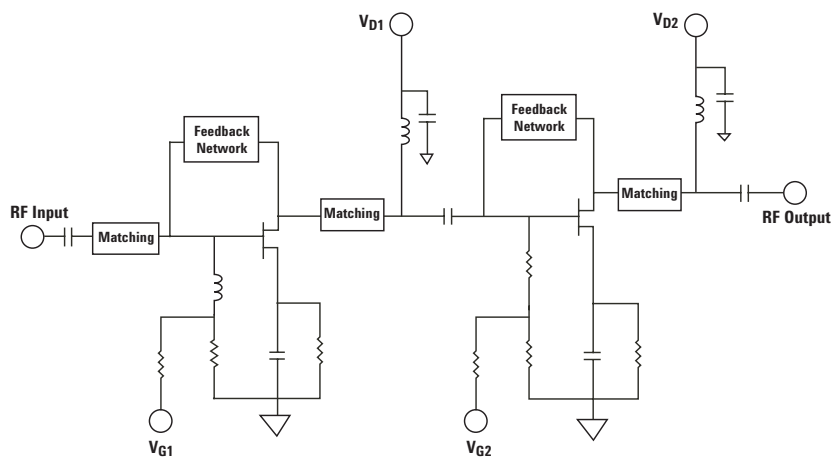 VD1
VD2
Feedback
Network
Feedback
Network
RF Input
Matching
Matching
Matching
RF Output
VG1
VG2